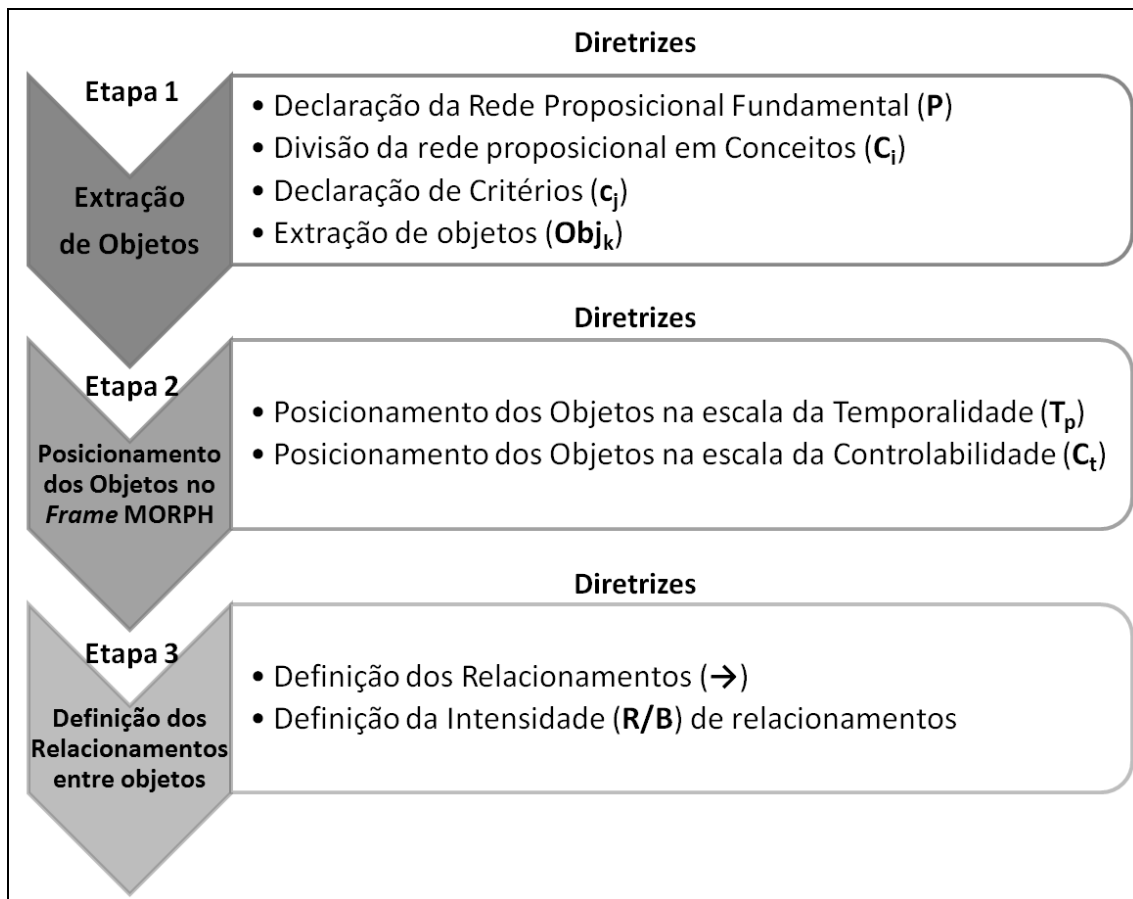 Diretrizes
Etapa 1
Extração
de Objetos
• Declaração da Rede Proposicional Fundamental (P)
• Divisão da rede proposicional em Conceitos (Ci)
• Declaração de Critérios (cj)
• Extração de objetos (Objk)
Diretrizes
Etapa 2
Posicionamento
dos Objetos no
Frame MORPH
• Posicionamento dos Objetos na escala da Temporalidade (Tp)
• Posicionamento dos Objetos na escala da Controlabilidade (Ct)
Diretrizes
Etapa 3
Definição dos
Relacionamentos
entre objetos
• Definição dos Relacionamentos (→)
• Definição da Intensidade (R/B) de relacionamentos